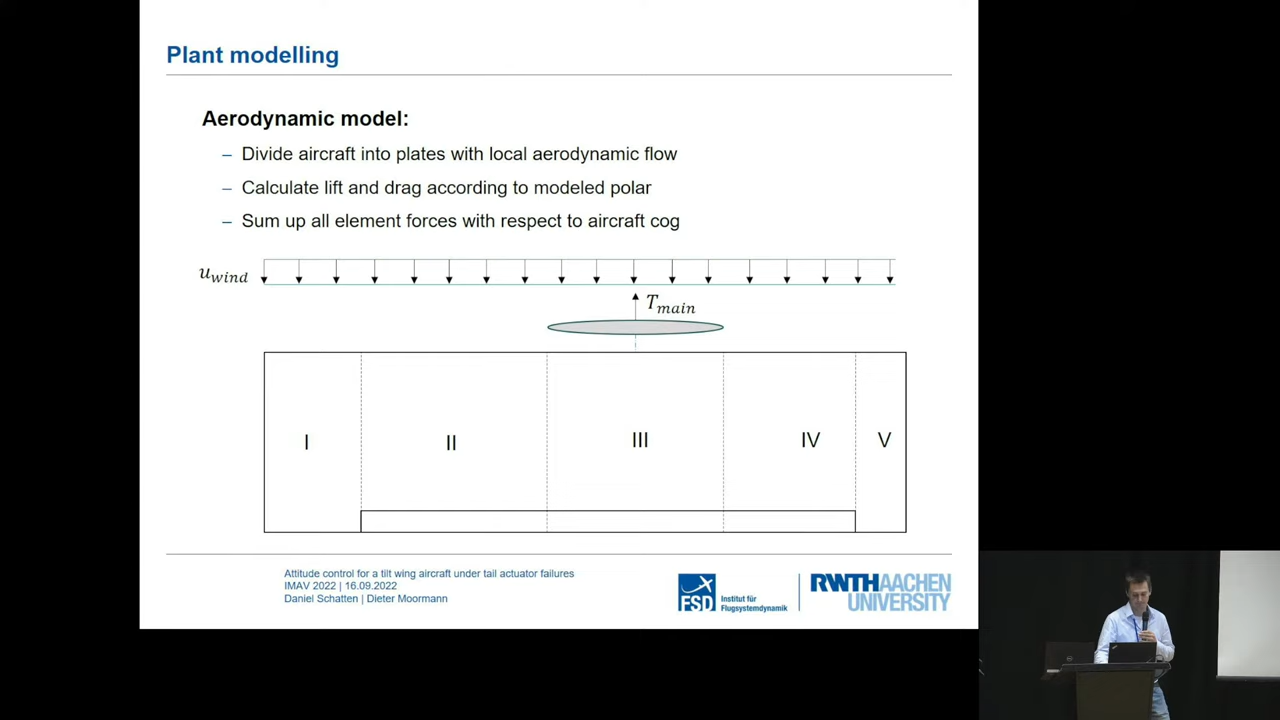 Plant modelling
Aerodynamic model:
– Divide aircraft into plates with local aerodynamic flow
– Calculate lift and drag according to modeled polar
– Sum up all element forces with respect to aircraft cog
u_wind
T_main
I II III IV V
Attitude control for a tilt wing aircraft under tail actuator failures
IMAV 2022 | 16.09.2022
Daniel Schatten | Dieter Moormann
FSD
Institut für
Flugsystemdynamik
RWTHAACHEN
UNIVERSITY